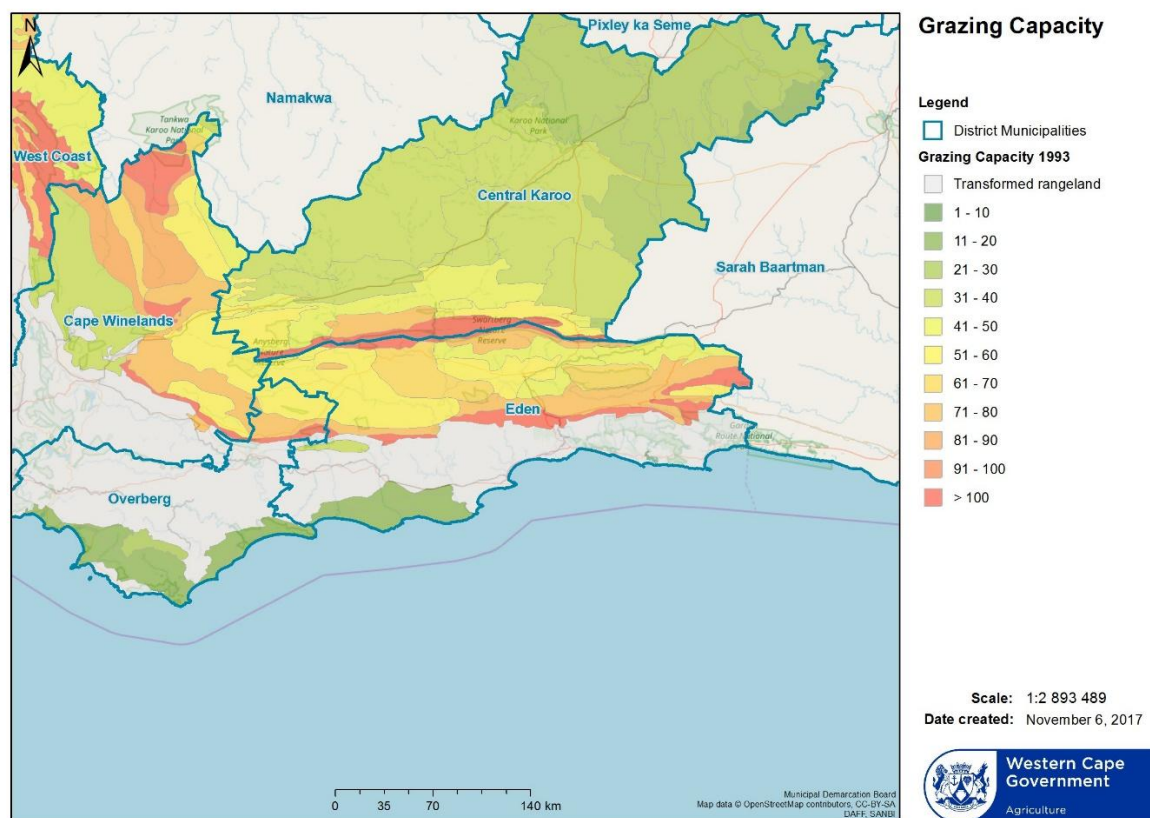 Grazing Capacity
Legend
District Municipalities
Grazing Capacity 1993
Transformed rangeland
1 - 10
11 - 20
21 - 30
31 - 40
41 - 50
51 - 60
61 - 70
71 - 80
81 - 90
91 - 100
> 100
Scale: 1:2 893 489
Date created: November 6, 2017
Western Cape
Government
Agriculture
N
Pixley ka Seme
Namakwa
Tankwa
Karoo National
Park
West Coast
Karoo National
Park
Central Karoo
Sarah Baartman
Cape Winelands
Anysberg
Swartberg
Nature
Reserve
Eden
Route National
Overberg
0 35 70 140 km
Municipal Demarcation Board
Map data © OpenStreetMap contributors, CC-BY-SA
DAFF, SANBI